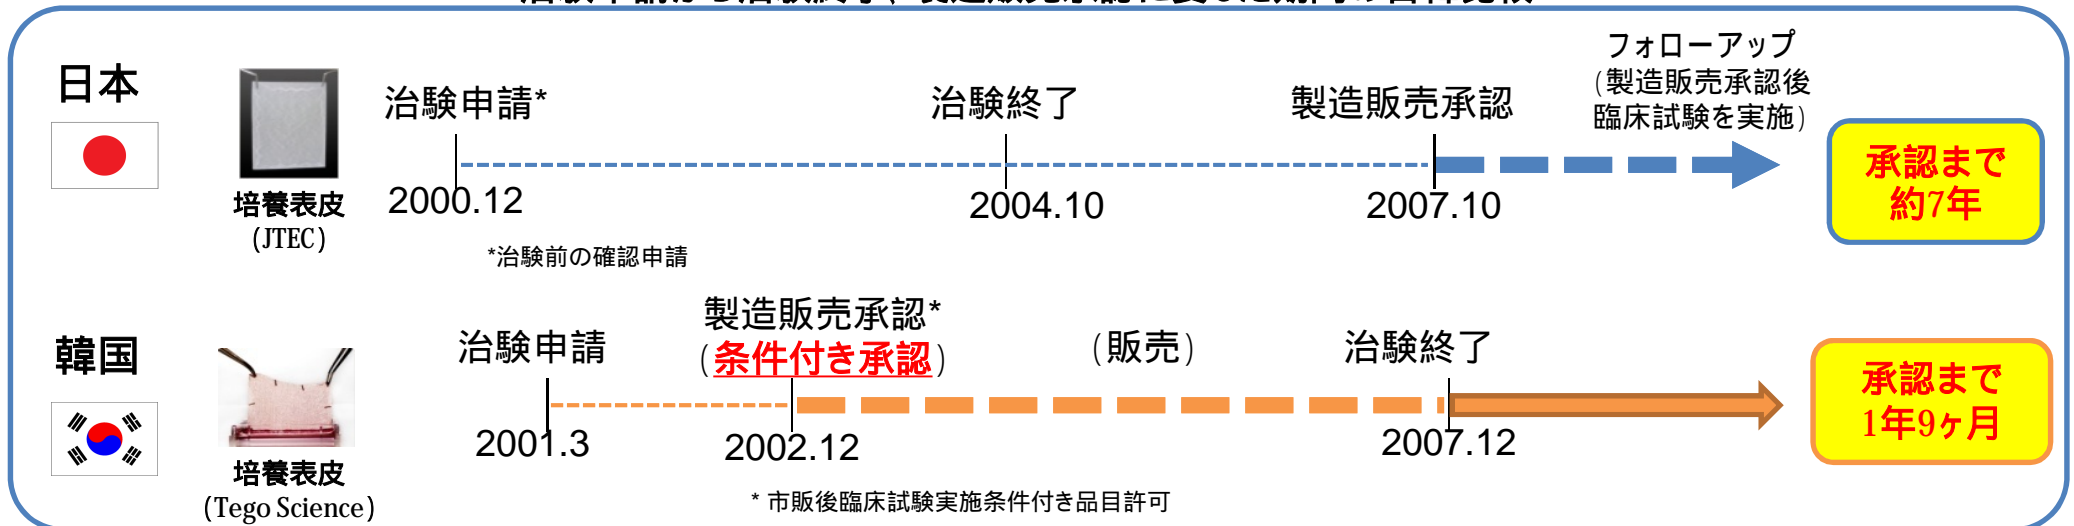 日本
培養表皮
(JTEC)
治験申請*
2000.12
治験終了
2004.10
製造販売承認
2007.10
フォローアップ
(製造販売承認後
臨床試験を実施)
承認まで
約7年
*治験前の確認申請
韓国
培養表皮
(Tego Science)
治験申請
2001.3
製造販売承認*
(条件付き承認)
2002.12
(販売)
治験終了
2007.12
承認まで
1年9ヶ月
* 市販後臨床試験実施条件付き品目許可